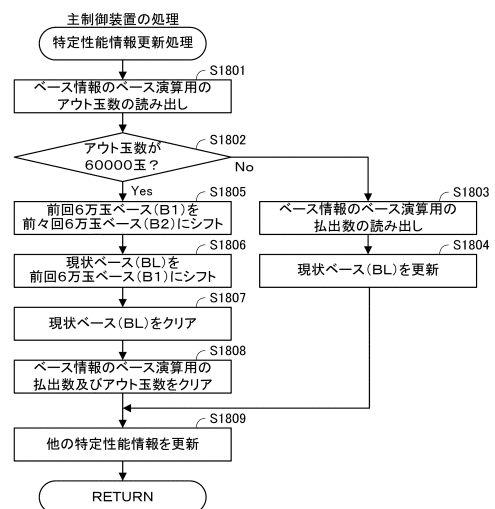 主制御装置の処理
特定性能情報更新処理
S1801
ベース情報のベース演算用の
アウト玉数の読み出し
S1802
アウト玉数が
60000玉？
No
Yes
S1805
前回6万玉ベース(B1)を
前々回6万玉ベース(B2)にシフト
S1803
ベース情報のベース演算用の
払出数の読み出し
S1806
現状ベース(BL)を
前回6万玉ベース(B1)にシフト
S1804
現状ベース(BL)を更新
S1807
現状ベース(BL)をクリア
S1808
ベース情報のベース演算用の
払出数及びアウト玉数をクリア
S1809
他の特定性能情報を更新
RETURN